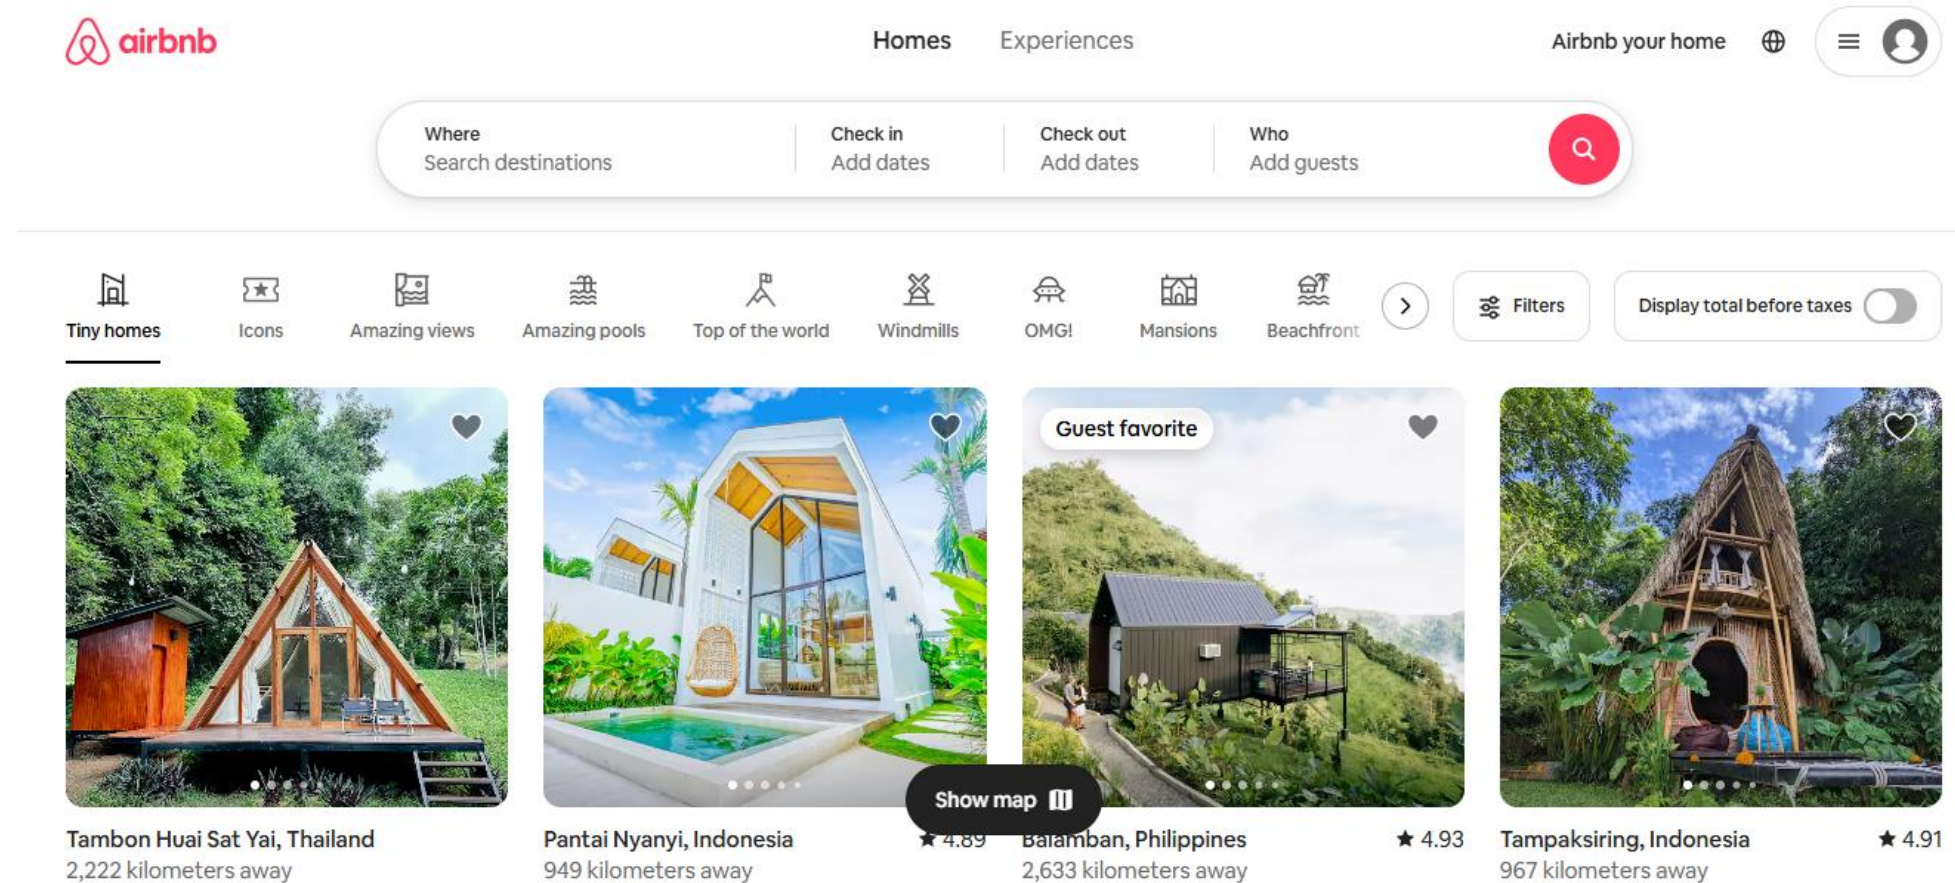 airbnb
Homes Experiences
Airbnb your home
Where
Search destinations
Check in
Add dates
Check out
Add dates
Who
Add guests
Tiny homes
Icons
Amazing views
Amazing pools
Top of the world
Windmills
OMG!
Mansions
Beachfront
Filters
Display total before taxes
Guest favorite
Show map
Tambon Huai Sat Yai, Thailand
2,222 kilometers away
Pantai Nyanyi, Indonesia 4.89
949 kilometers away
Balamban, Philippines 4.93
2,633 kilometers away
Tampaksiring, Indonesia 4.91
967 kilometers away